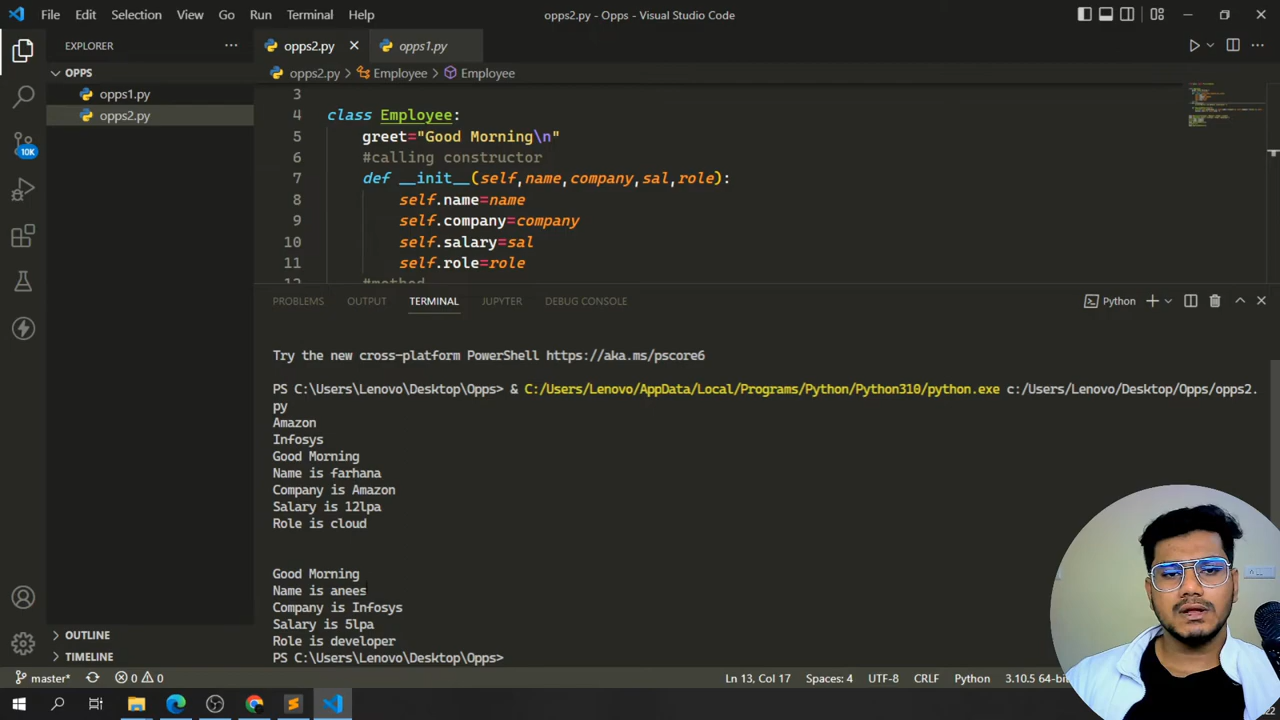 File Edit Selection View Go Run Terminal Help
opps2.py - Opps - Visual Studio Code
EXPLORER
OPPS
opps1.py
opps2.py
10K
OUTLINE
TIMELINE
opps2.py
opps1.py
opps2.py > Employee > Employee
3
4 class Employee:
5 greet="Good Morning\n"
6 #calling constructor
7 def __init__(self,name,company,sal,role):
8 self.name=name
9 self.company=company
10 self.salary=sal
11 self.role=role
12 #method
PROBLEMS OUTPUT TERMINAL JUPYTER DEBUG CONSOLE
Python
Try the new cross-platform PowerShell https://aka.ms/pscore6
PS C:\Users\Lenovo\Desktop\Opps> & C:/Users/Lenovo/AppData/Local/Programs/Python/Python310/python.exe c:/Users/Lenovo/Desktop/Opps/opps2.
py
Amazon
Infosys
Good Morning
Name is farhana
Company is Amazon
Salary is 12lpa
Role is cloud
Good Morning
Name is anees
Company is Infosys
Salary is 5lpa
Role is developer
PS C:\Users\Lenovo\Desktop\Opps>
master* 0 0
Ln 13, Col 17 Spaces: 4 UTF-8 CRLF Python 3.10.5 64-bit